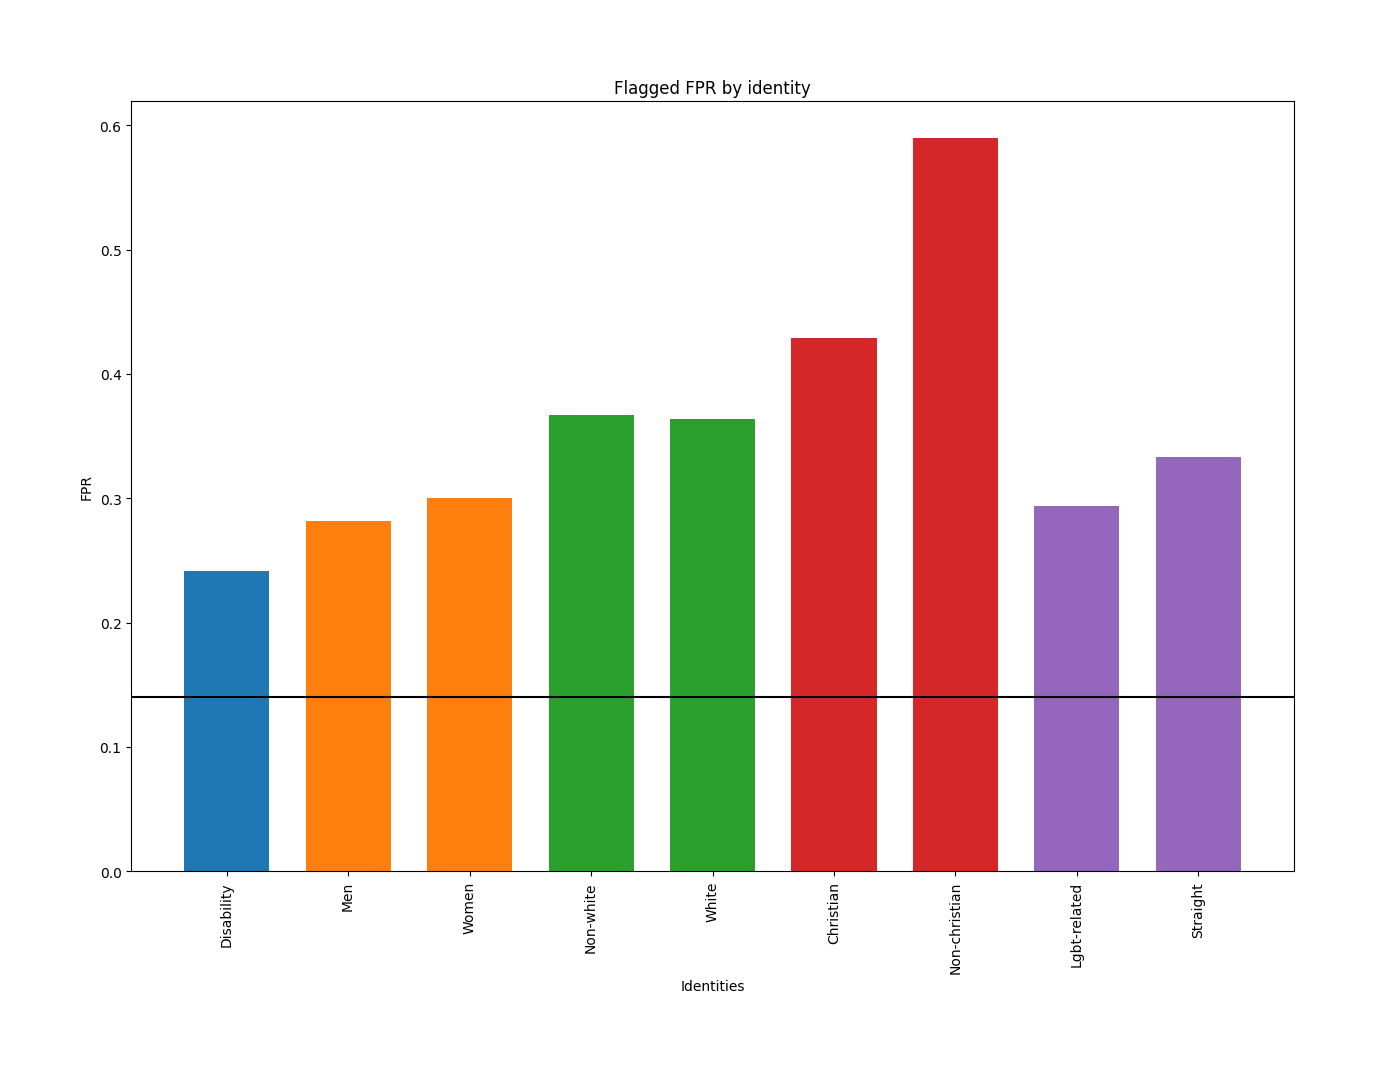 Flagged FPR by identity
FPR
0.6
0.5
0.4
0.3
0.2
0.1
0.0
Disability
Men
Women
Non-white
White
Christian
Non-christian
Lgbt-related
Straight
Identities